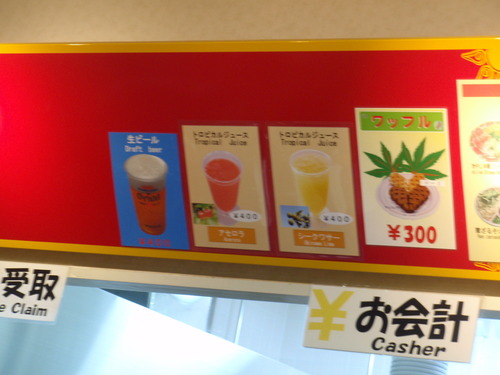 生ビール
Draft beer
Orion
トロピカルジュース
Tropical Juice
¥400
アセロラ
トロピカルジュース
Tropical Juice
¥400
シークワサー
ワッフル
¥300
受取
e Claim
¥お会計
Casher